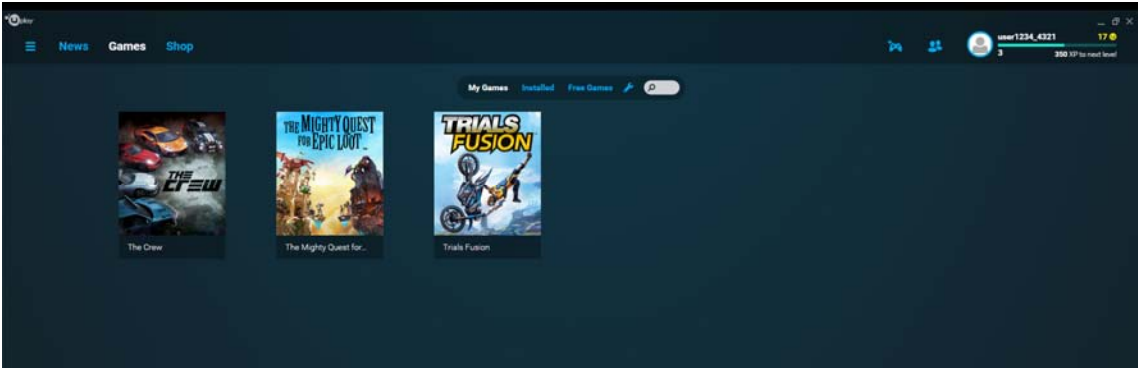 Uplay
News Games Shop
user1234_4321 17
3 350 XP to next level
My Games Installed Free Games
THE CREW
THE MIGHTY QUEST
FOR EPIC LOOT
TRIALS
FUSION
The Crew
The Mighty Quest for...
Trials Fusion